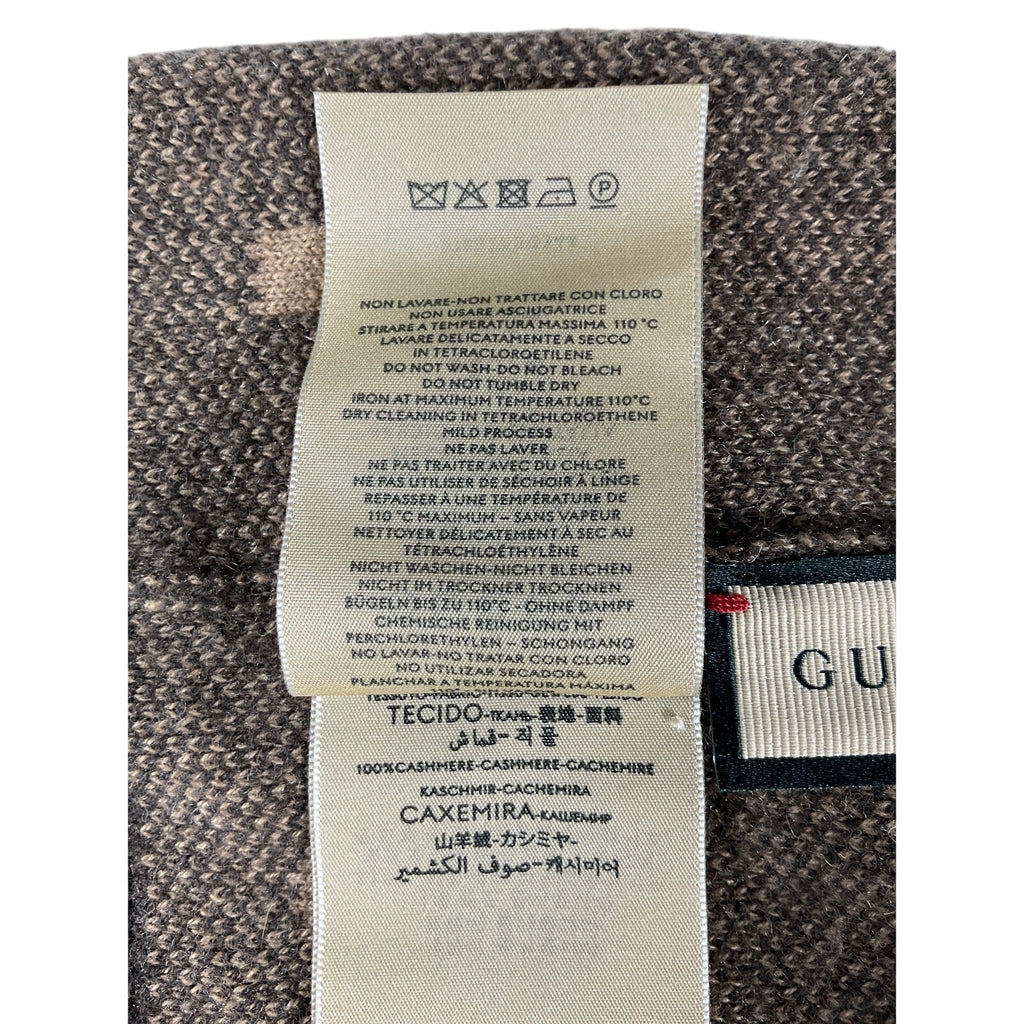 P
NON LAVARE-NON TRATTARE CON CLORO
NON USARE ASCIUGATRICE
STIRARE A TEMPERATURA MASSIMA 110 °C
LAVARE DELICATAMENTE A SECCO
IN TETRACLOROETILENE
DO NOT WASH-DO NOT BLEACH
DO NOT TUMBLE DRY
IRON AT MAXIMUM TEMPERATURE 110°C
DRY CLEANING IN TETRACHLOROETHENE
MILD PROCESS
NE PAS LAVER
NE PAS TRAITER AVEC DU CHLORE
NE PAS UTILISER DE SÉCHOIR À LINGE
REPASSER À UNE TEMPÉRATURE DE
110 °C MAXIMUM – SANS VAPEUR
NETTOYER DÉLICATEMENT À SEC AU
TÉTRACHLOROÉTHYLÈNE
NICHT WASCHEN-NICHT BLEICHEN
NICHT IM TROCKNER TROCKNEN
BÜGELN BIS ZU 110°C - OHNE DAMPF
CHEMISCHE REINIGUNG MIT
PERCHLORETHYLEN – SCHONGANG
NO LAVAR-NO TRATAR CON CLORO
NO UTILIZAR SECADORA
PLANCHAR A TEMPERATURA MÁXIMA
TECIDO-ТКАНЬ-表地-面料
قماش-직물
100%CASHMERE-CASHMERE-CACHEMIRE
KASCHMIR-CACHEMIRA
CAXEMIRA-КАШЕМИР
山羊絨-カシミヤ-
صوف الكشمير-캐시미어
GU